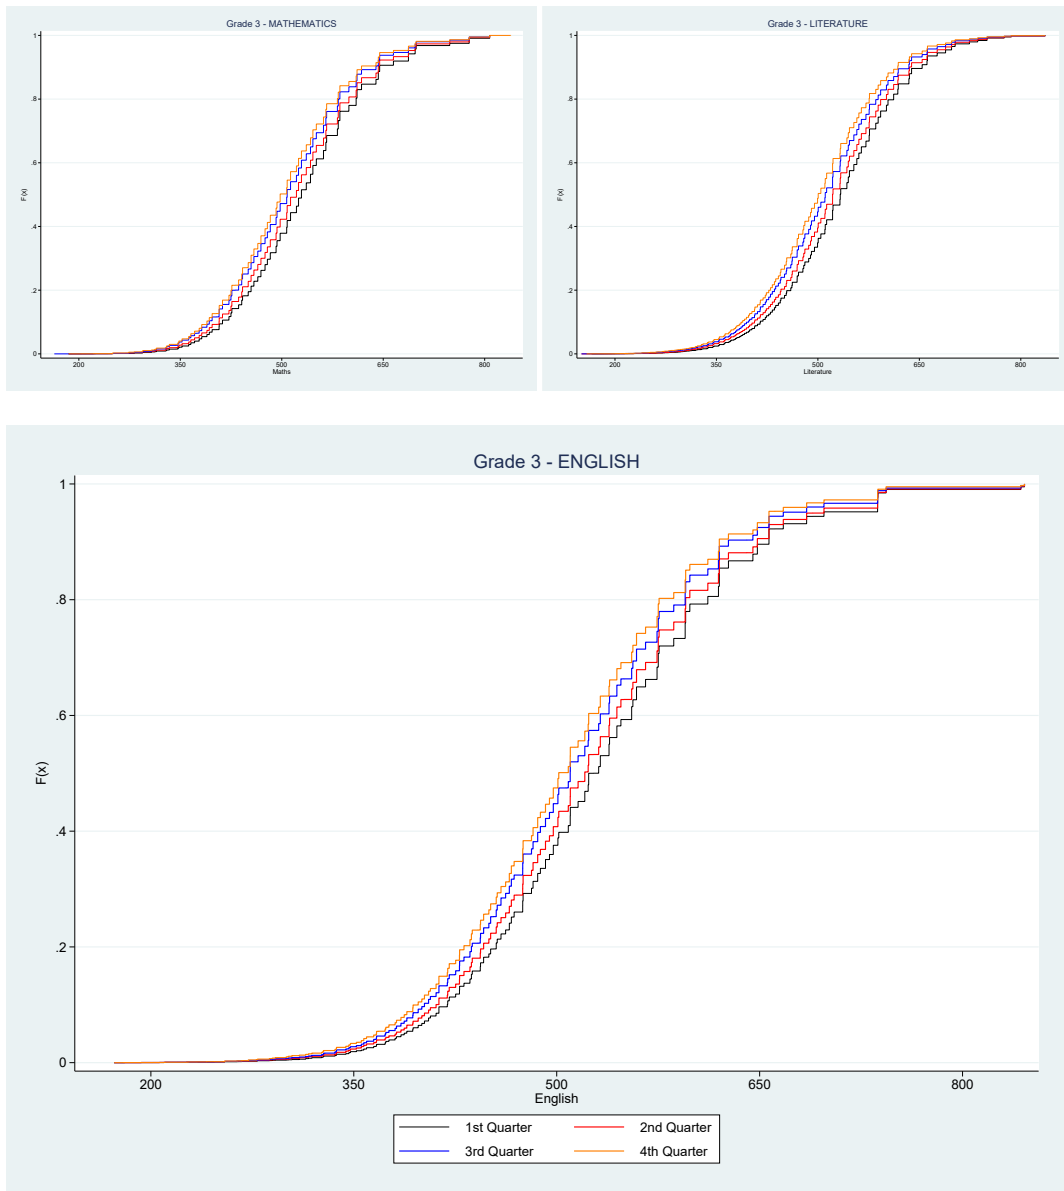 Grade 3 - MATHEMATICS
1
.8
.6
F(x)
.4
.2
0
200 350 500 650 800
Maths
Grade 3 - LITERATURE
1
.8
.6
F(x)
.4
.2
0
200 350 500 650 800
Literature
Grade 3 - ENGLISH
1
.8
.6
F(x)
.4
.2
0
200 350 500 650 800
English
1st Quarter 2nd Quarter
3rd Quarter 4th Quarter